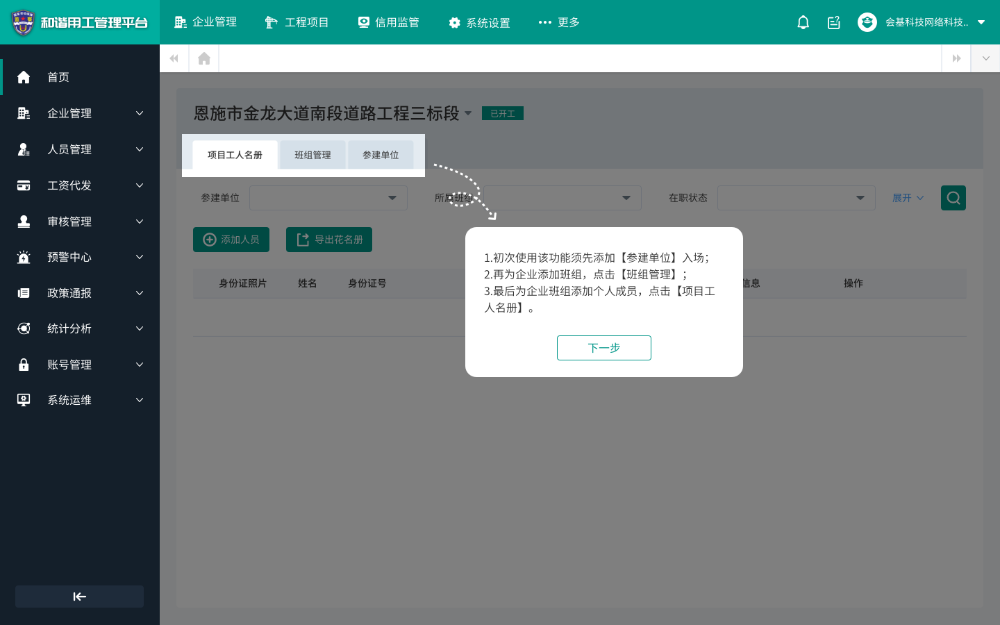 和谐用工管理平台
企业管理 工程项目 信用监管 系统设置 更多 会基科技网络科技..
首页
企业管理
人员管理
工资代发
审核管理
预警中心
政策通报
统计分析
账号管理
系统运维
恩施市金龙大道南段道路工程三标段 已开工
项目工人名册 班组管理 参建单位
参建单位 所属班组 在职状态 展开
添加人员 导出花名册
身份证照片 姓名 身份证号 信息 操作
1.初次使用该功能须先添加【参建单位】入场；
2.再为企业添加班组，点击【班组管理】；
3.最后为企业班组添加个人成员，点击【项目工
人名册】。
下一步